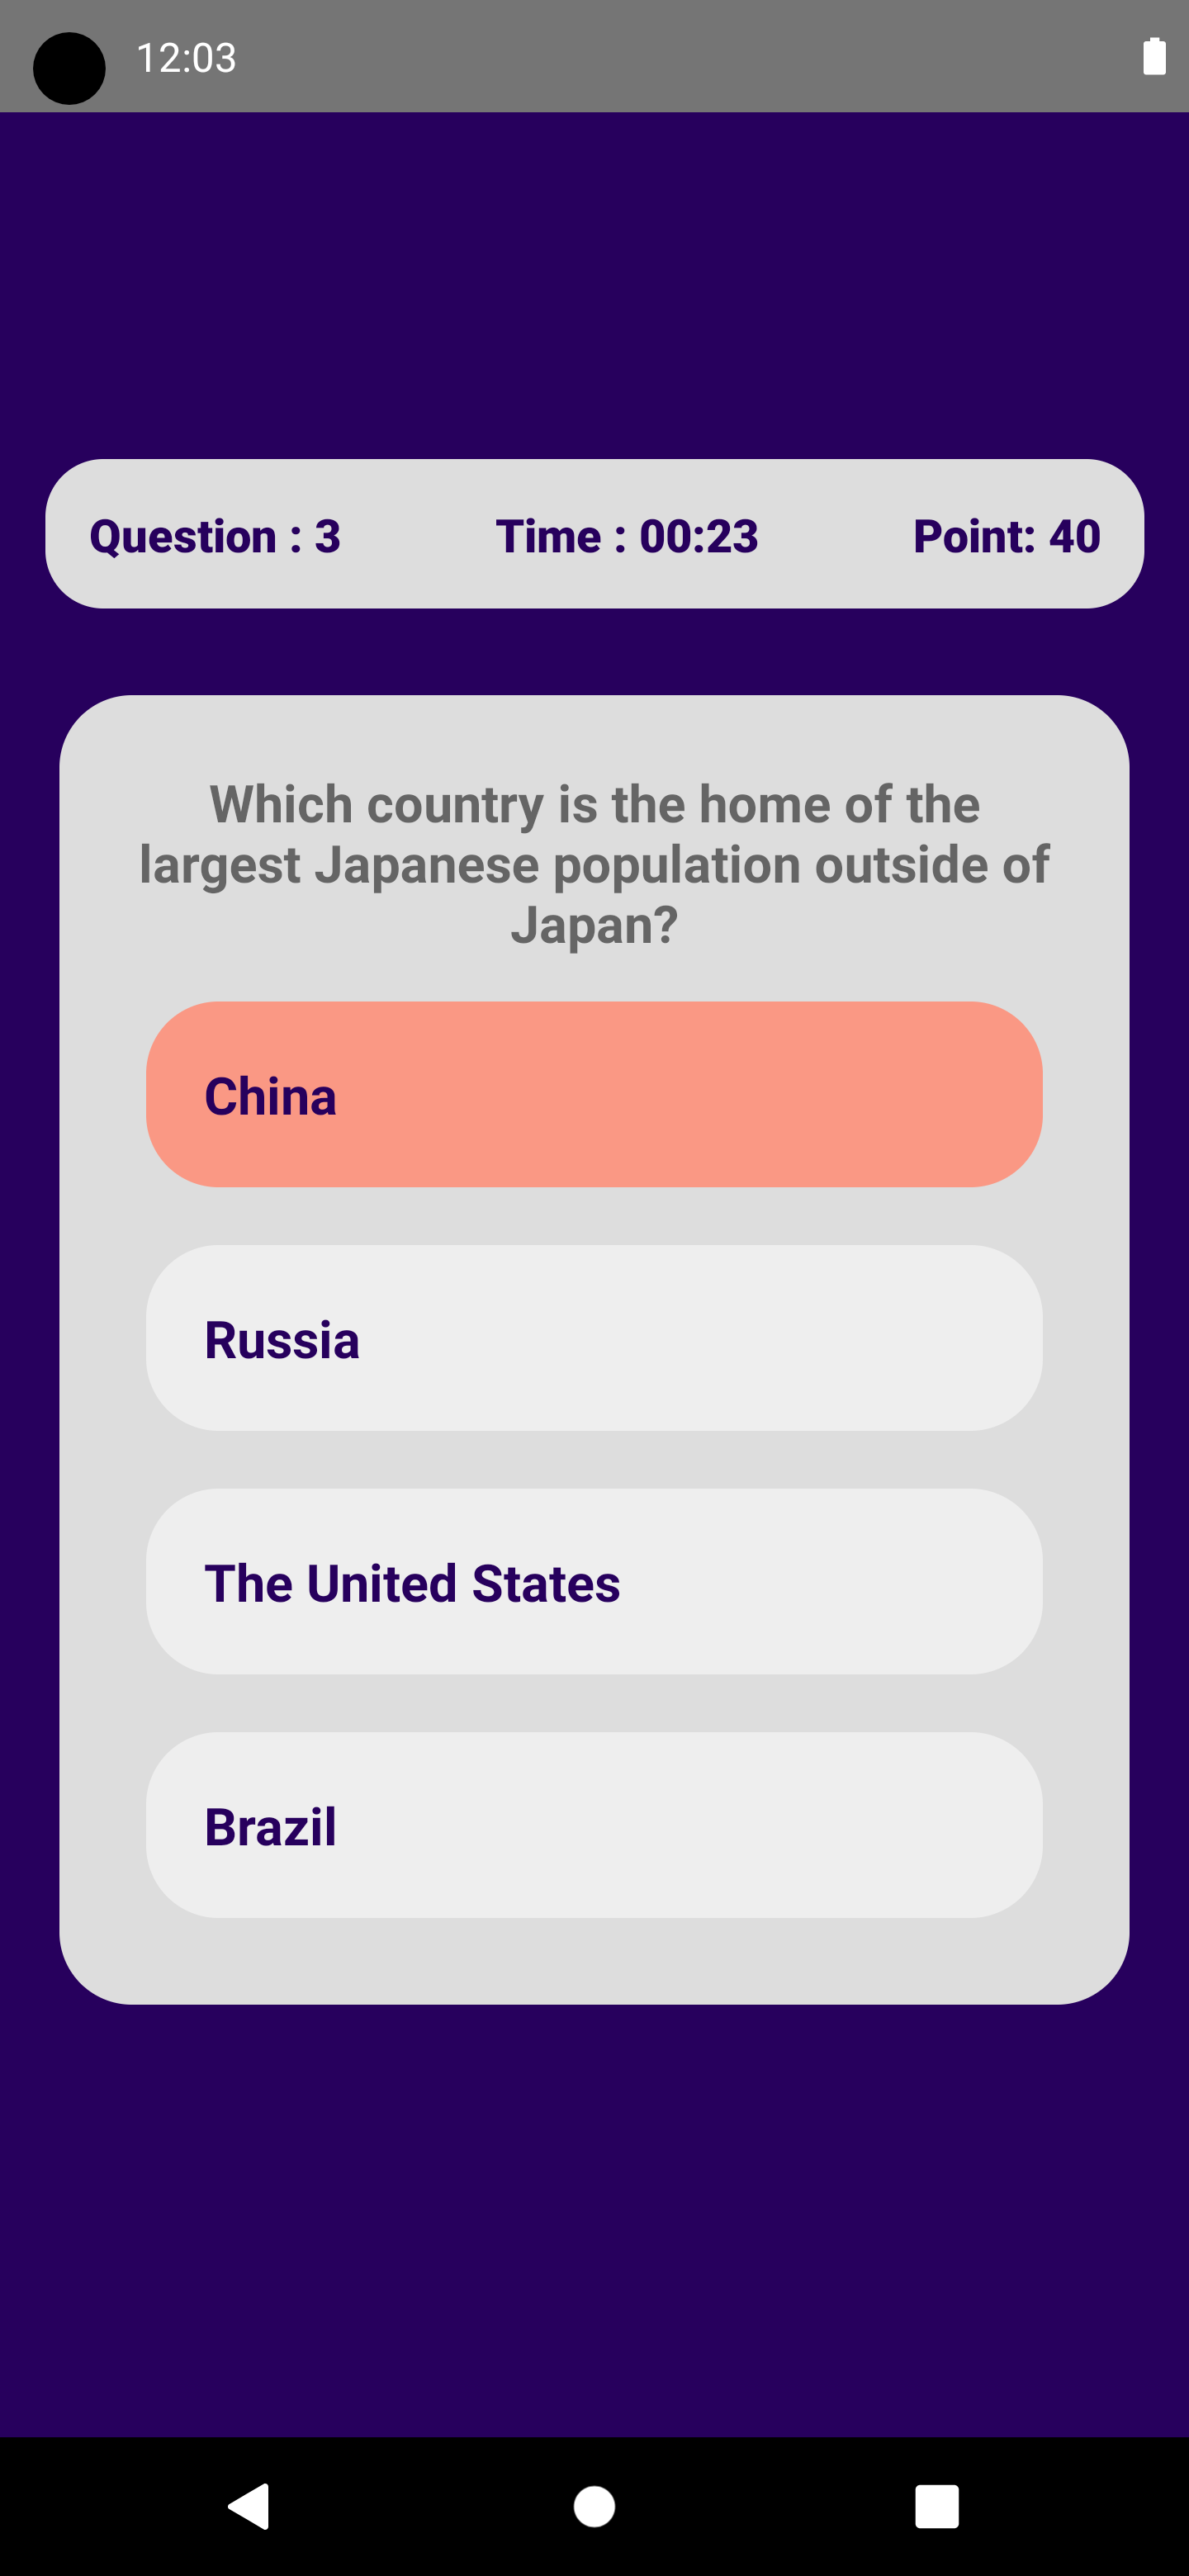 12:03
Question : 3 Time : 00:23 Point: 40
Which country is the home of the
largest Japanese population outside of
Japan?
China
Russia
The United States
Brazil